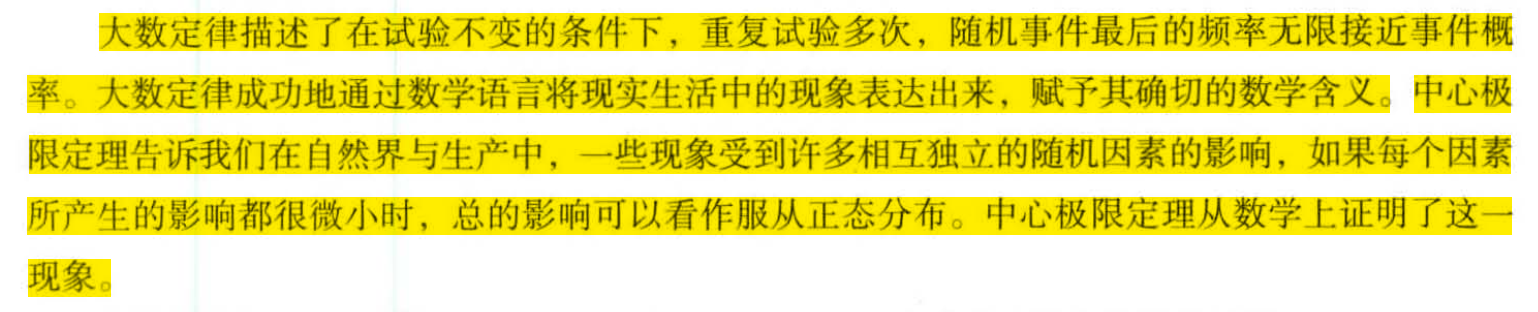 大数定律描述了在试验不变的条件下，重复试验多次，随机事件最后的频率无限接近事件概
率。大数定律成功地通过数学语言将现实生活中的现象表达出来，赋予其确切的数学含义。中心极
限定理告诉我们在自然界与生产中，一些现象受到许多相互独立的随机因素的影响，如果每个因素
所产生的影响都很微小时，总的影响可以看作服从正态分布。中心极限定理从数学上证明了这一
现象。